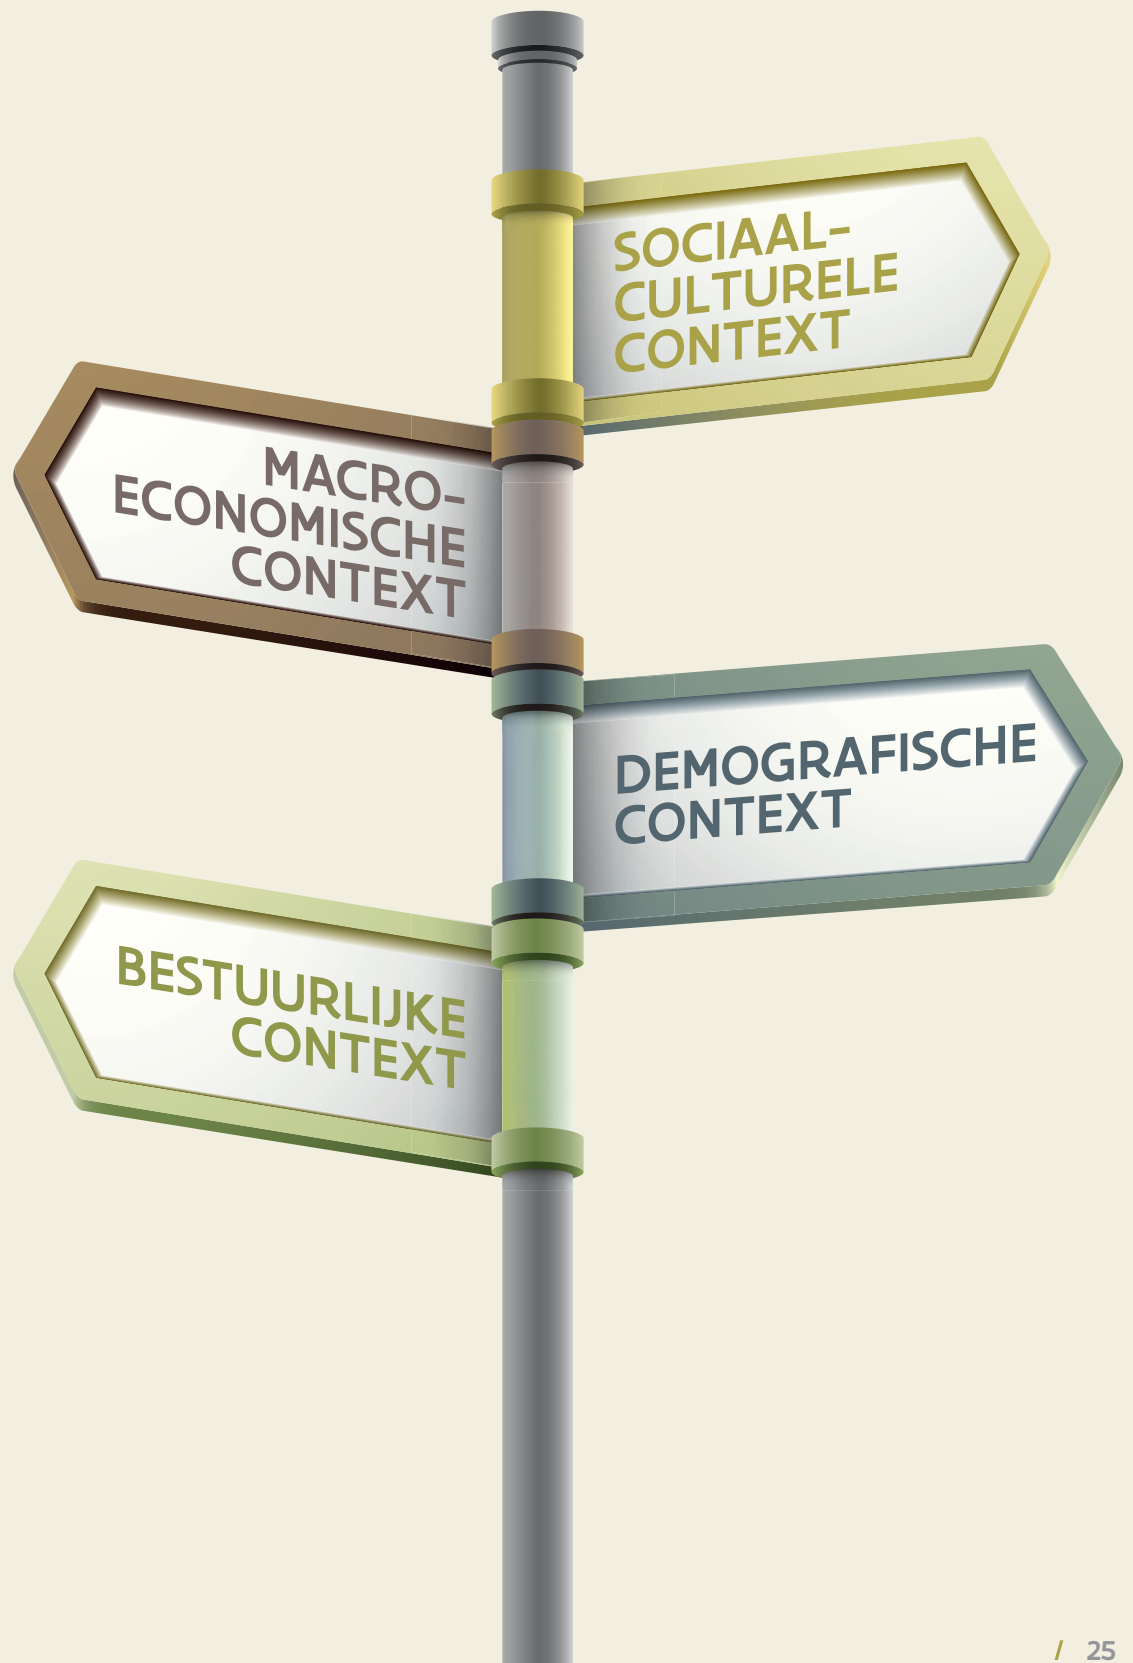 SOCIAAL-
CULTURELE
CONTEXT
MACRO-
ECONOMISCHE
CONTEXT
DEMOGRAFISCHE
CONTEXT
BESTUURLIJKE
CONTEXT
/ 25